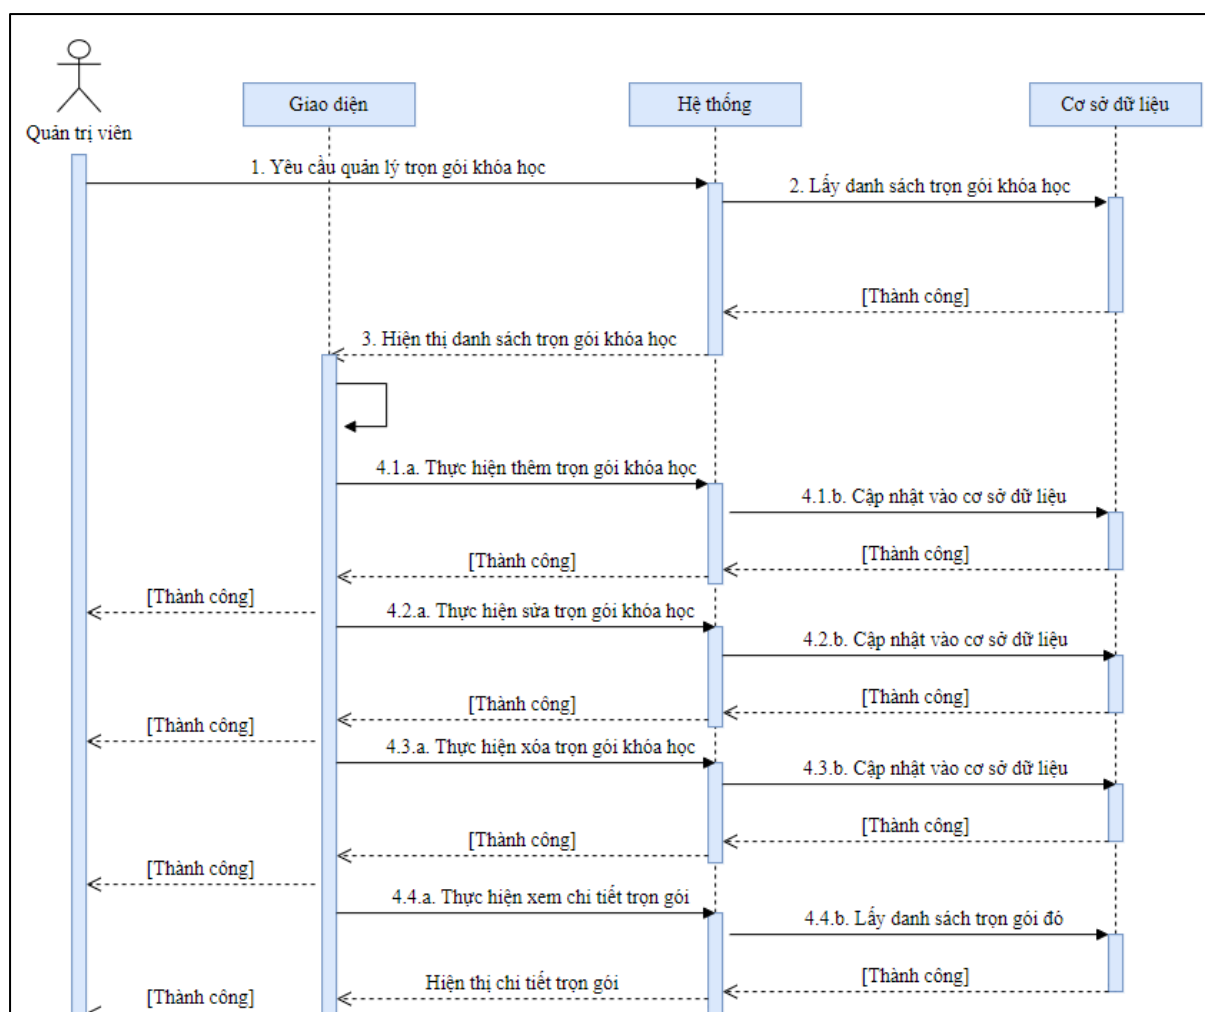 Quản trị viên
Giao diện
Hệ thống
Cơ sở dữ liệu
1. Yêu cầu quản lý trọn gói khóa học
2. Lấy danh sách trọn gói khóa học
[Thành công]
3. Hiện thị danh sách trọn gói khóa học
4.1.a. Thực hiện thêm trọn gói khóa học
4.1.b. Cập nhật vào cơ sở dữ liệu
[Thành công]
[Thành công]
[Thành công]
4.2.a. Thực hiện sửa trọn gói khóa học
4.2.b. Cập nhật vào cơ sở dữ liệu
[Thành công]
[Thành công]
[Thành công]
4.3.a. Thực hiện xóa trọn gói khóa học
4.3.b. Cập nhật vào cơ sở dữ liệu
[Thành công]
[Thành công]
[Thành công]
4.4.a. Thực hiện xem chi tiết trọn gói
4.4.b. Lấy danh sách trọn gói đó
[Thành công]
Hiện thị chi tiết trọn gói
[Thành công]